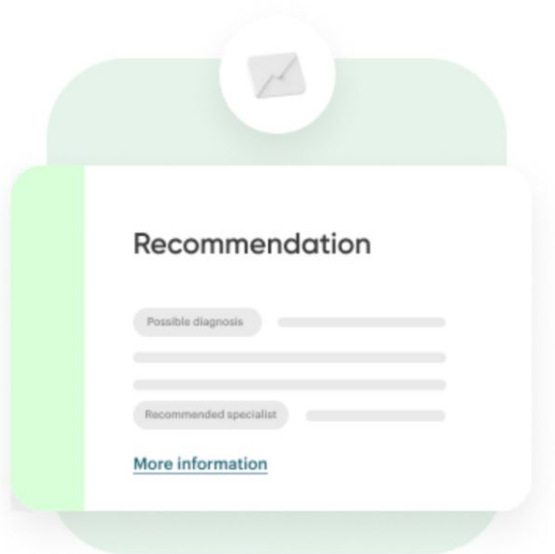 Recommendation
Possible diagnosis
Recommended specialist
More information